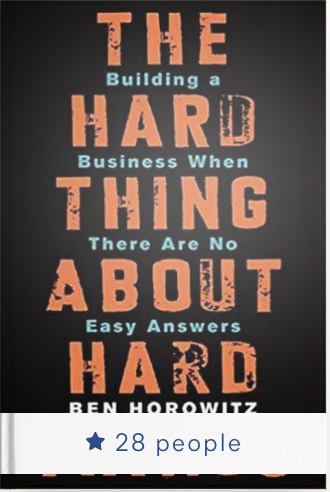 THE
Building a
HARD
Business When
THING
There Are No
ABOUT
Easy Answers
HARD
BEN HOROWITZ
28 people